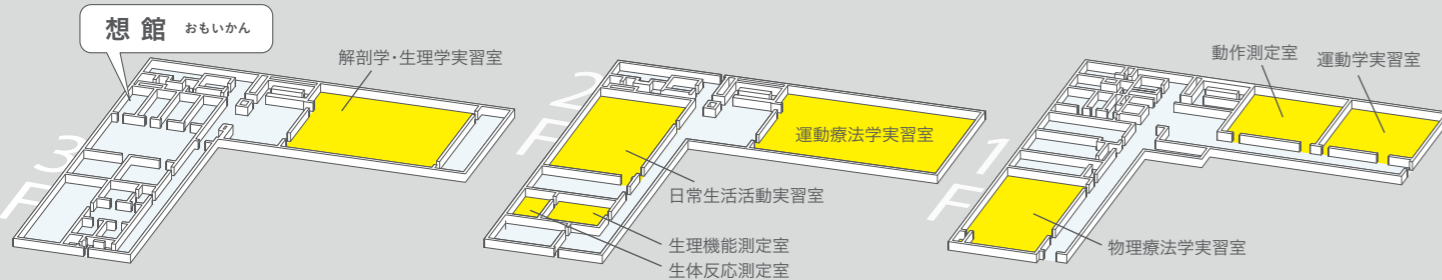 想館 おもいかん
3F
解剖学・生理学実習室
2F
運動療法学実習室
日常生活活動実習室
生理機能測定室
生体反応測定室
1F
動作測定室
運動学実習室
物理療法学実習室